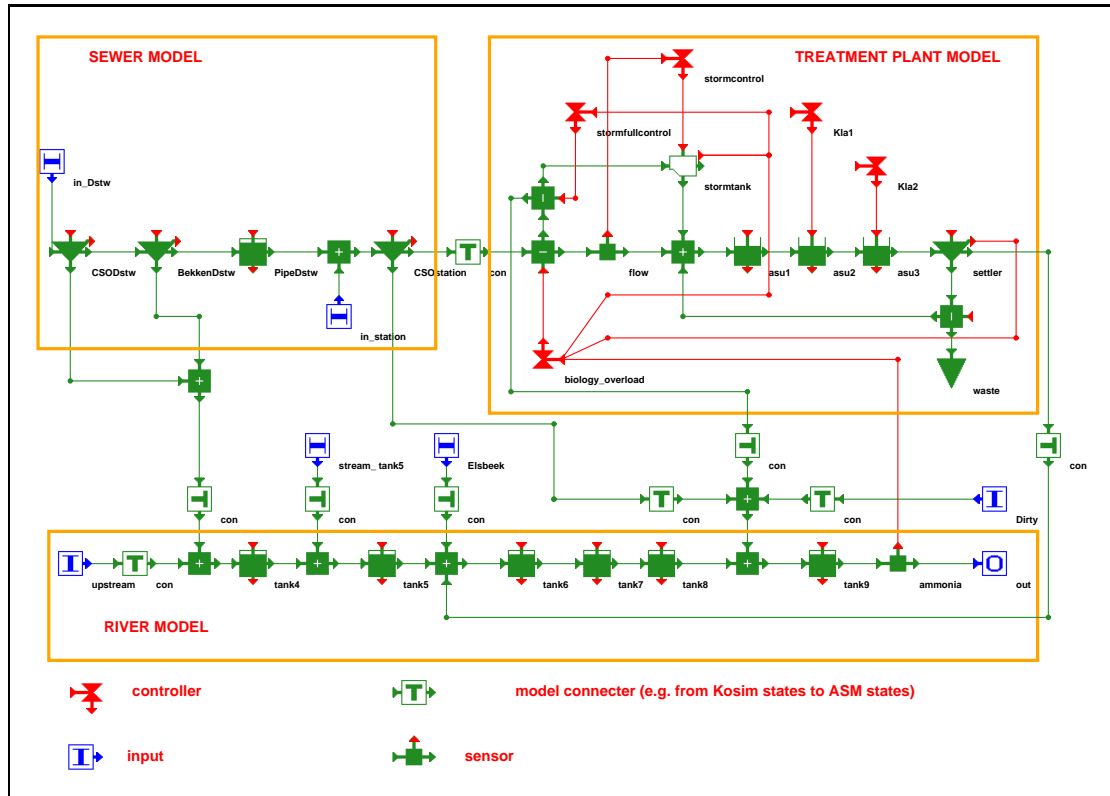 SEWER MODEL
TREATMENT PLANT MODEL
stormcontrol
stormfullcontrol
Kla1
in_Dstw
stormtank
Kla2
CSODstw
BekkenDstw
PipeDstw
CSOstation
con
flow
asu1
asu2
asu3
settler
in_station
biology_overload
waste
stream_ tank5
Elsbeek
con
con
con
con
con
con
con
Dirty
upstream
con
tank4
tank5
tank6
tank7
tank8
tank9
ammonia
out
RIVER MODEL
controller
model connecter (e.g. from Kosim states to ASM states)
input
sensor